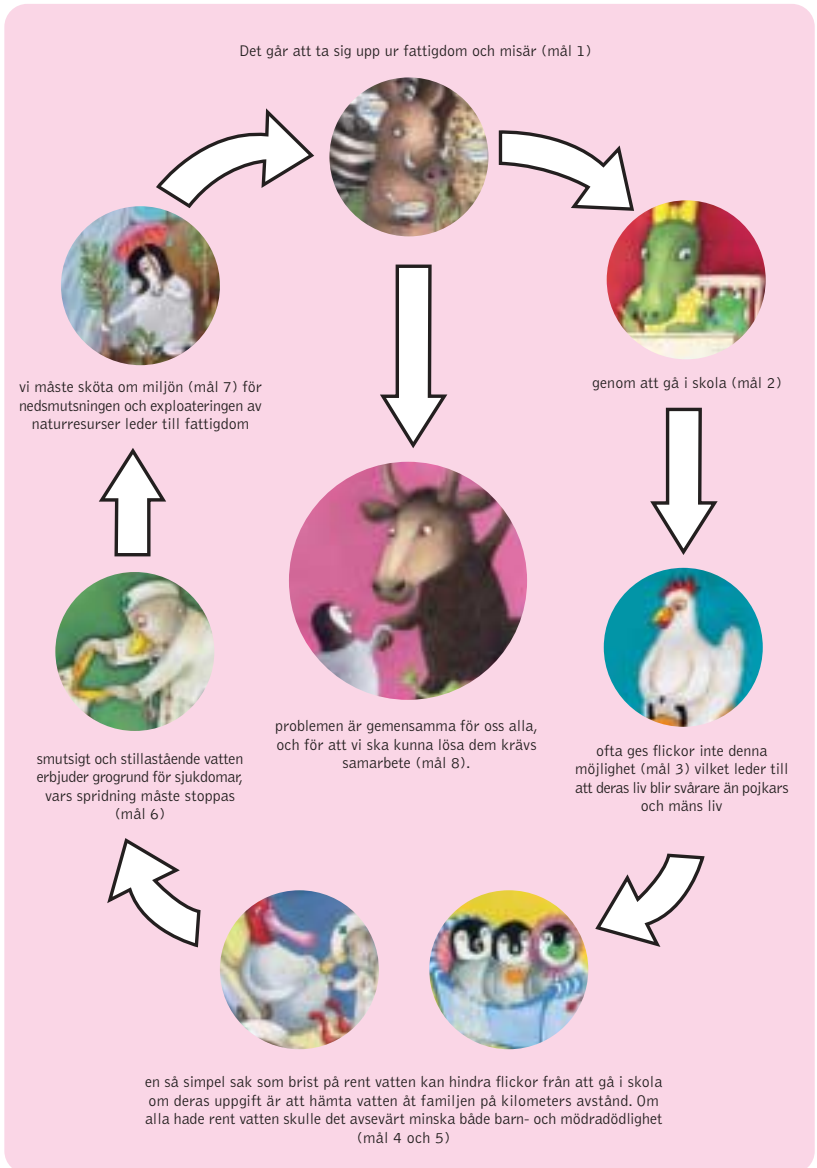 Det går att ta sig upp ur fattigdom och misär (mål 1)
genom att gå i skola (mål 2)
ofta ges flickor inte denna
möjlighet (mål 3) vilket leder till
att deras liv blir svårare än pojkars
och mäns liv
en så simpel sak som brist på rent vatten kan hindra flickor från att gå i skola
om deras uppgift är att hämta vatten åt familjen på kilometers avstånd. Om
alla hade rent vatten skulle det avsevärt minska både barn- och mödradödlighet
(mål 4 och 5)
smutsigt och stillastående vatten
erbjuder grogrund för sjukdomar,
vars spridning måste stoppas
(mål 6)
vi måste sköta om miljön (mål 7) för
nedsmutsningen och exploateringen av
naturresurser leder till fattigdom
problemen är gemensamma för oss alla,
och för att vi ska kunna lösa dem krävs
samarbete (mål 8).